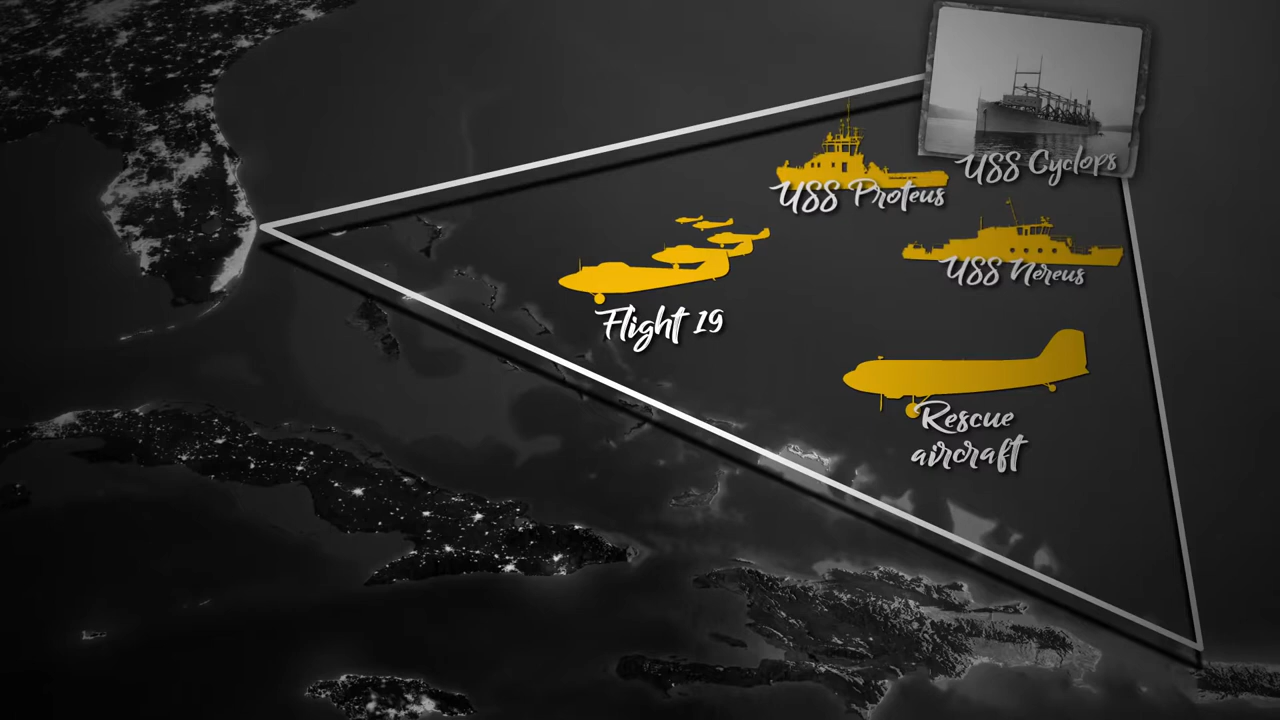 USS Cyclops
USS Proteus
USS Nereus
Flight 19
Rescue
aircraft